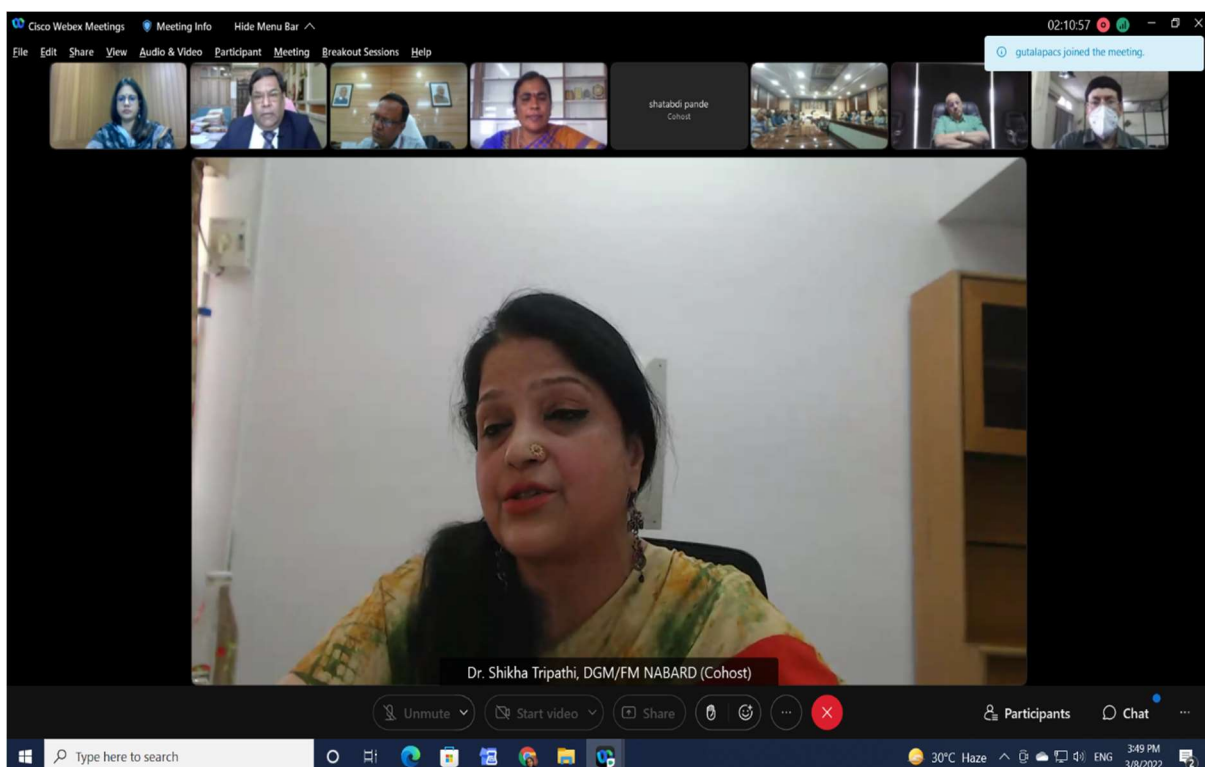 Cisco Webex Meetings Meeting Info Hide Menu Bar 02:10:57
File Edit Share View Audio & Video Participant Meeting Breakout Sessions Help
gutalapacs joined the meeting.
shatabdi pande
Cohost
Dr. Shikha Tripathi, DGM/FM NABARD (Cohost)
Unmute Start video Share Participants Chat
Type here to search 30°C Haze ENG 3:49 PM
3/8/2022 2